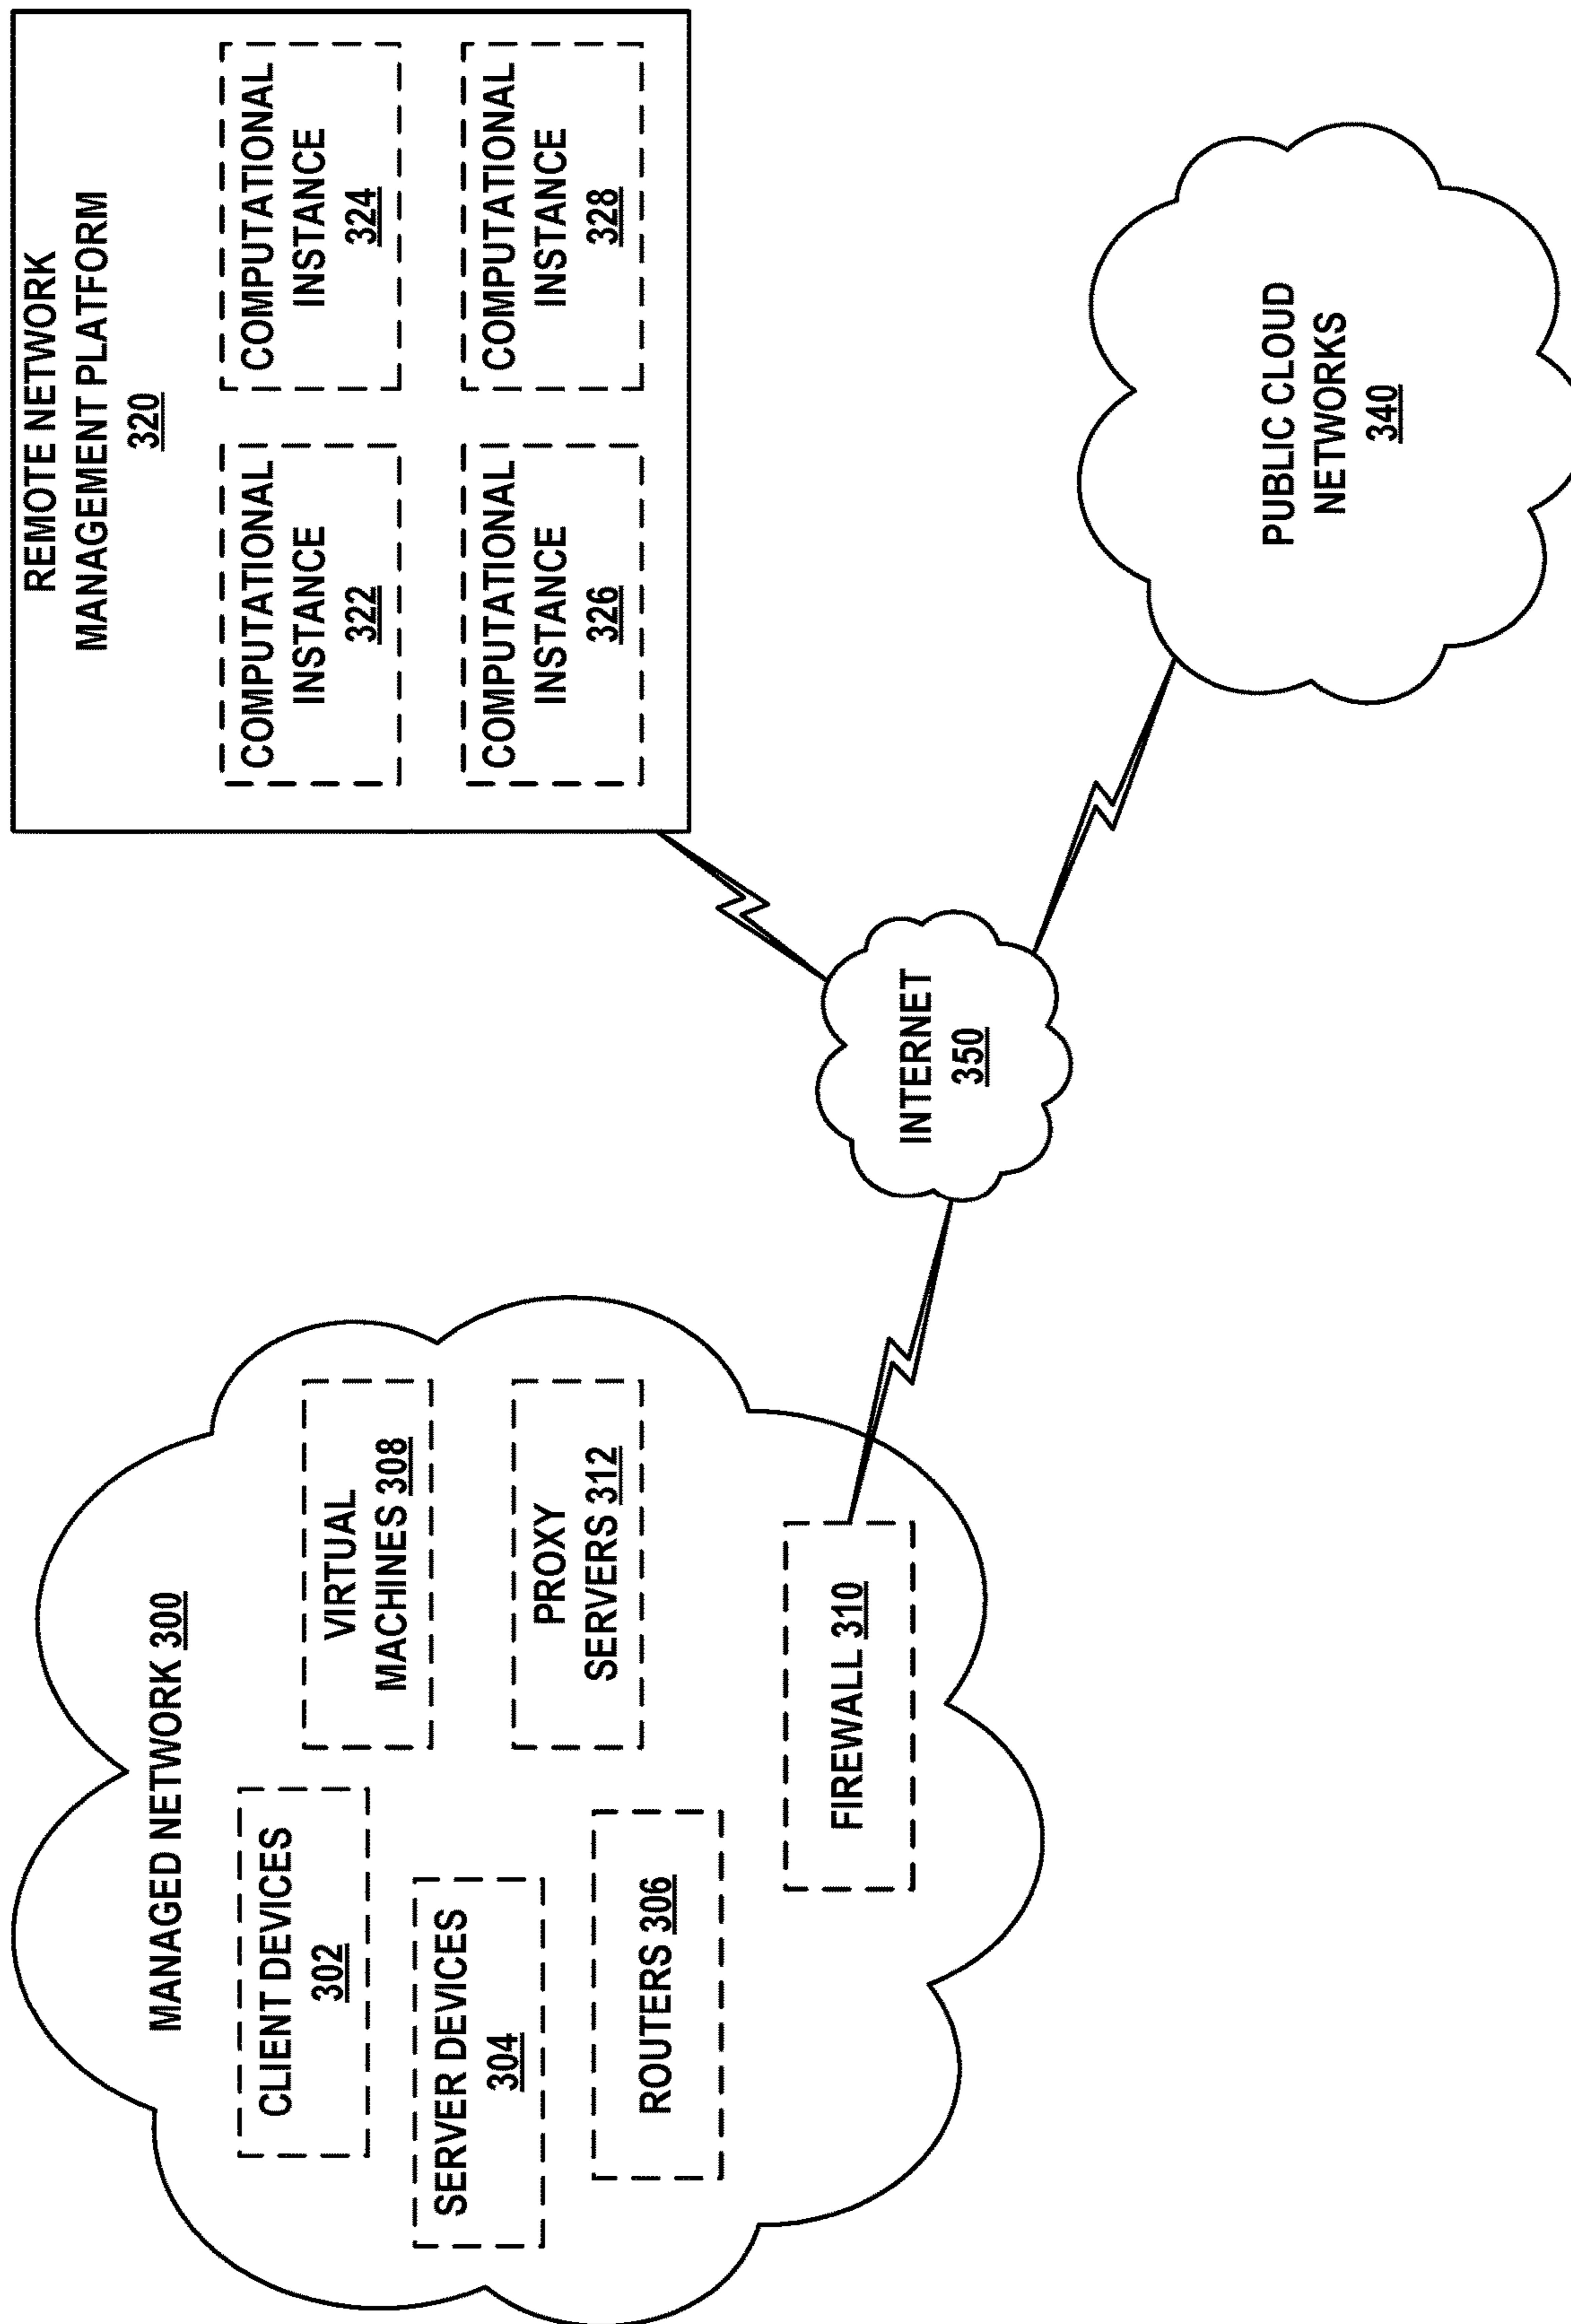 MANAGED NETWORK 300
CLIENT DEVICES
302
SERVER DEVICES
304
ROUTERS 306
VIRTUAL
MACHINES 308
PROXY
SERVERS 312
FIREWALL 310
INTERNET
350
REMOTE NETWORK
MANAGEMENT PLATFORM
320
COMPUTATIONAL
INSTANCE
322
COMPUTATIONAL
INSTANCE
324
COMPUTATIONAL
INSTANCE
326
COMPUTATIONAL
INSTANCE
328
PUBLIC CLOUD
NETWORKS
340